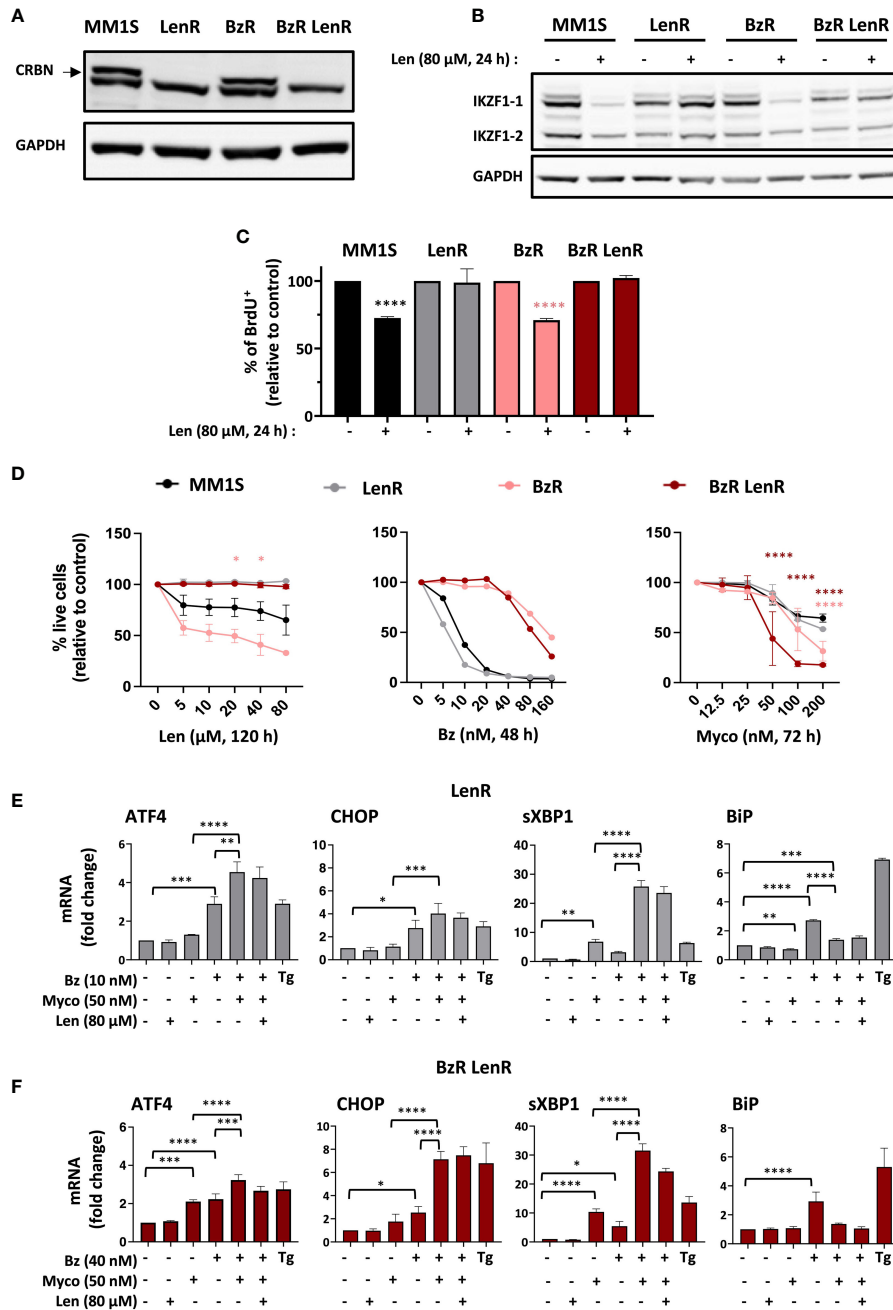 A
MM1S LenR BzR BzR LenR
CRBN
GAPDH
B
MM1S LenR BzR BzR LenR
Len (80 μM, 24 h) : - + - + - + - +
IKZF1-1
IKZF1-2
GAPDH
C
MM1S LenR BzR BzR LenR
% of BrdU+
(relative to control)
100
75
50
25
0
**** ****
Len (80 μM, 24 h) : - + - + - + - +
D
MM1S LenR BzR BzR LenR
% live cells
(relative to control)
150
100
50
0
* *
0 5 10 20 40 80
Len (μM, 120 h)
150
100
50
0
0 5 10 20 40 80 160
Bz (nM, 48 h)
150
100
50
0
****
****
****
****
0 12.5 25 50 100 200
Myco (nM, 72 h)
E
LenR
ATF4 CHOP sXBP1 BiP
mRNA
(fold change)
6
4
2
0
****
**
***
10
8
6
4
2
0
***
*
40
30
20
10
0
****
****
**
8
6
4
2
0
***
****
****
**
Bz (10 nM) - - - + + + Tg - - - + + + Tg - - - + + + Tg - - - + + + Tg
Myco (50 nM) - - + - + + - - + - + + - - + - + + - - + - + +
Len (80 μM) - + - - - + - + - - - + - + - - - + - + - - - +
F
BzR LenR
ATF4 CHOP sXBP1 BiP
mRNA
(fold change)
6
4
2
0
****
***
****
***
8
6
4
2
0
****
****
*
40
30
20
10
0
****
****
*
****
8
6
4
2
0
****
Bz (40 nM) - - - + + + Tg - - - + + + Tg - - - + + + Tg - - - + + + Tg
Myco (50 nM) - - + - + + - - + - + + - - + - + + - - + - + +
Len (80 μM) - + - - - + - + - - - + - + - - - + - + - - - +